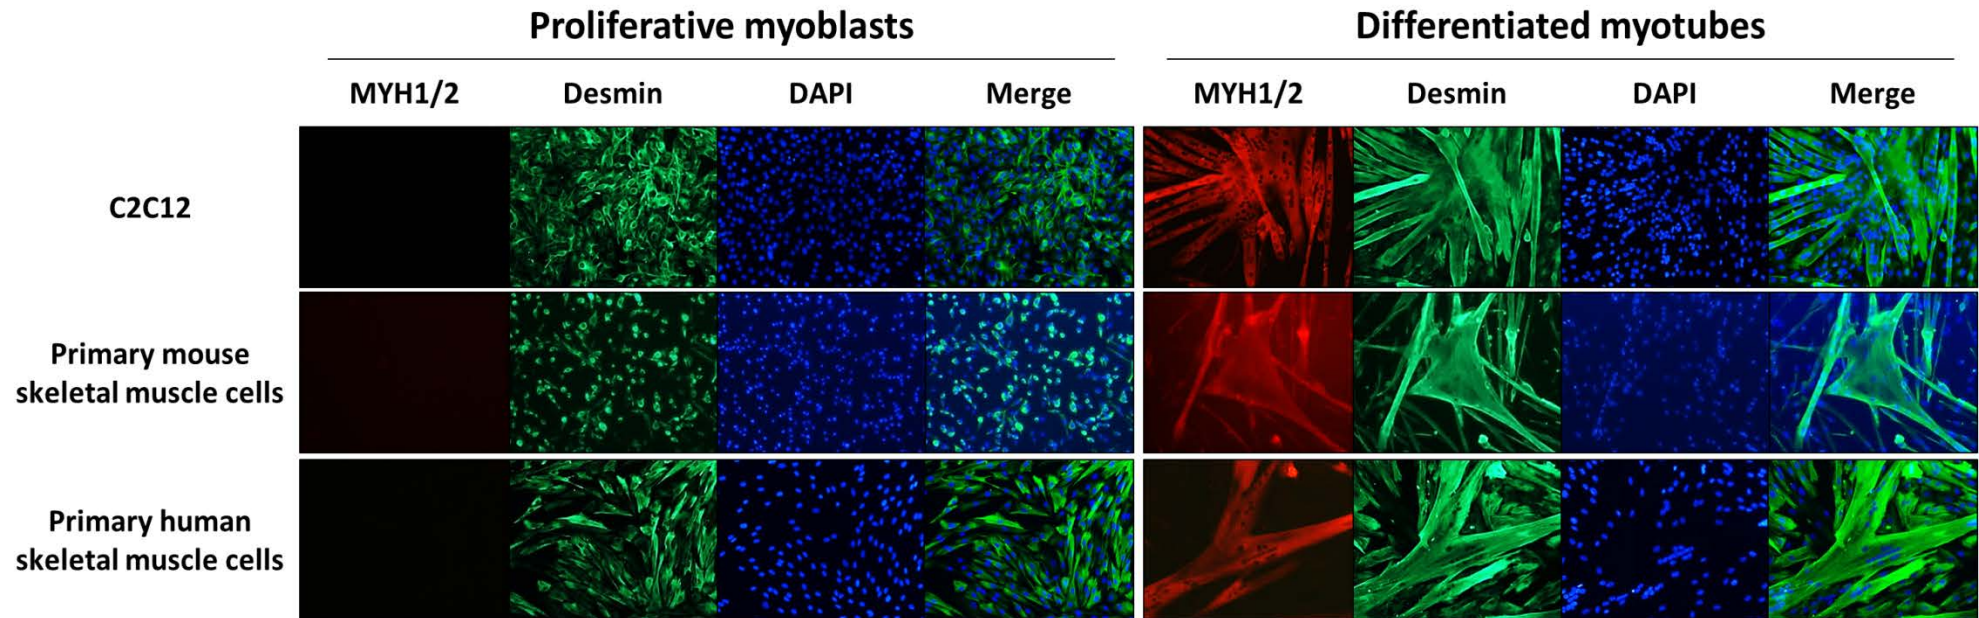 Proliferative myoblasts
Differentiated myotubes
MYH1/2 Desmin DAPI Merge
MYH1/2 Desmin DAPI Merge
C2C12
Primary mouse
skeletal muscle cells
Primary human
skeletal muscle cells